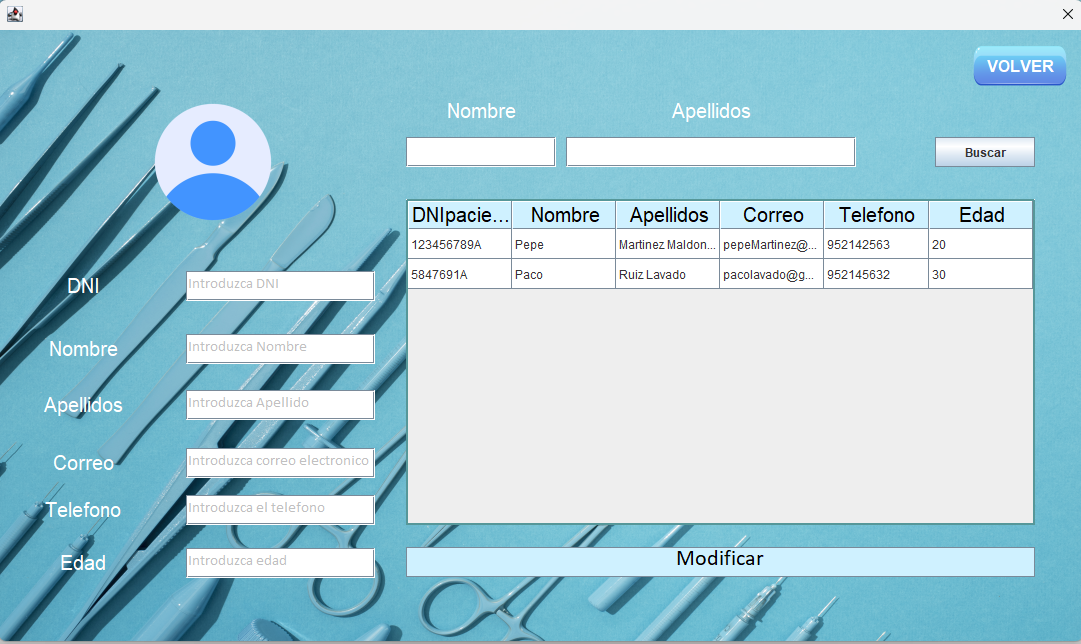 VOLVER
Nombre Apellidos
Buscar
DNIpacie... Nombre Apellidos Correo Telefono Edad
123456789A Pepe Martinez Maldon... pepeMartinez@... 952142563 20
5847691A Paco Ruiz Lavado pacolavado@g... 952145632 30
DNI Introduzca DNI
Nombre Introduzca Nombre
Apellidos Introduzca Apellido
Correo Introduzca correo electronico
Telefono Introduzca el telefono
Edad Introduzca edad
Modificar